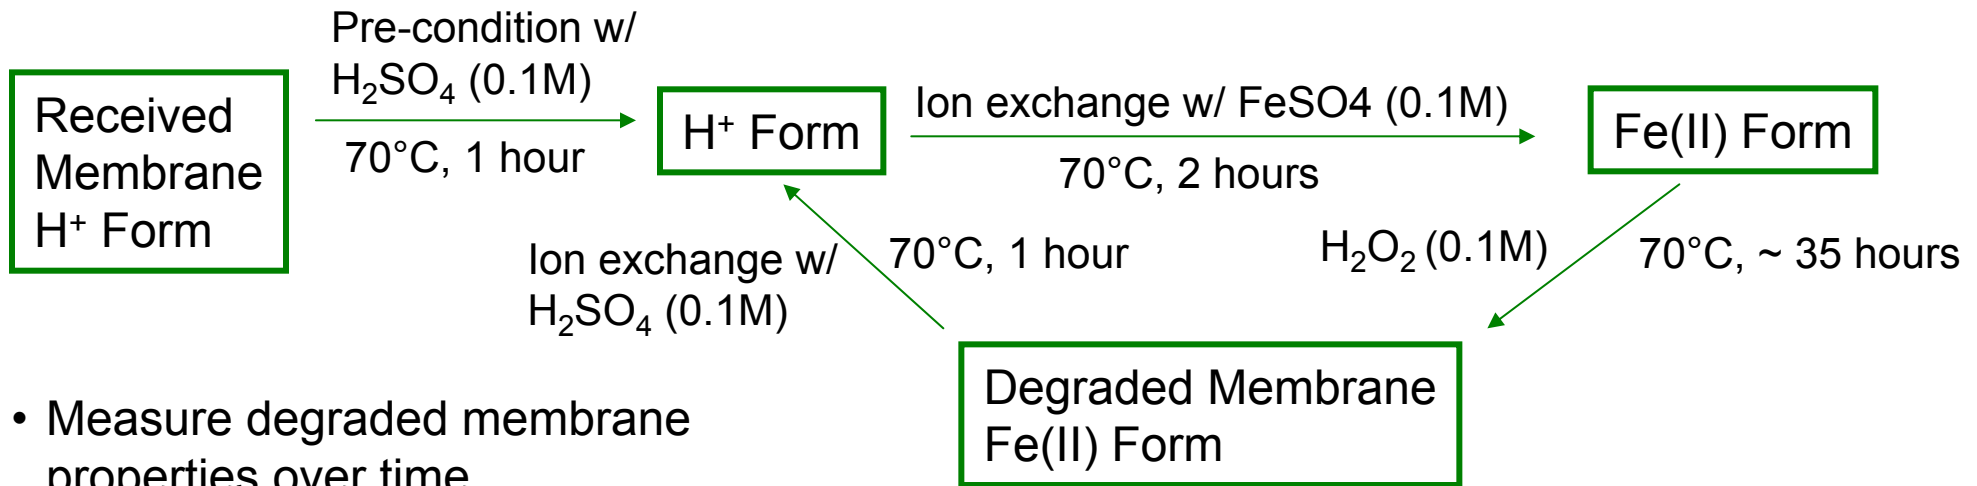 Pre-condition w/
H₂SO₄ (0.1M)
70°C, 1 hour
Received
Membrane
H⁺ Form
H⁺ Form
Ion exchange w/ FeSO4 (0.1M)
70°C, 2 hours
Fe(II) Form
Ion exchange w/
H₂SO₄ (0.1M)
70°C, 1 hour
H₂O₂ (0.1M)
70°C, ~ 35 hours
Degraded Membrane
Fe(II) Form
• Measure degraded membrane
properties over time